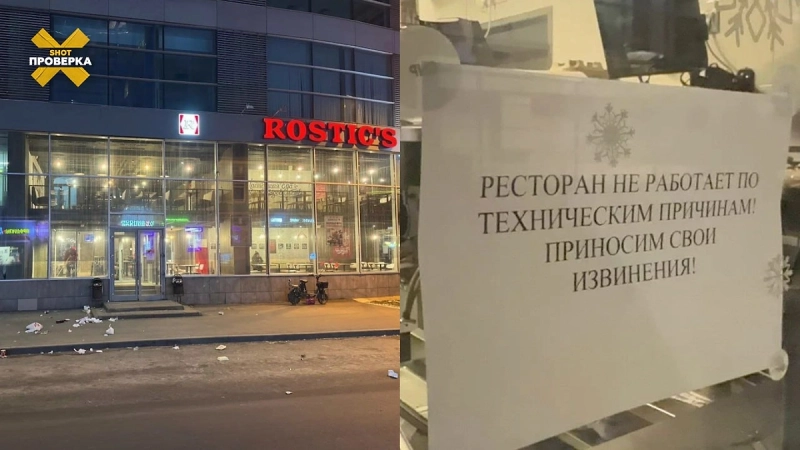 SHOT
ПРОВЕРКА
ROSTIC'S
РЕСТОРАН НЕ РАБОТАЕТ ПО
ТЕХНИЧЕСКИМ ПРИЧИНАМ!
ПРИНОСИМ СВОИ
ИЗВИНЕНИЯ!